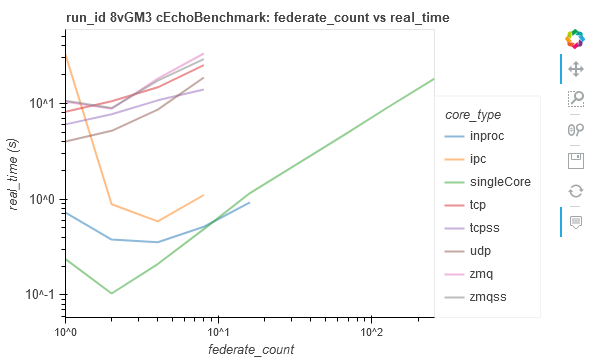 run_id 8vGM3 cEchoBenchmark: federate_count vs real_time
real_time (s)
10^1
10^0
10^-1
10^0
10^1
10^2
federate_count
core_type
inproc
ipc
singleCore
tcp
tcpss
udp
zmq
zmqss